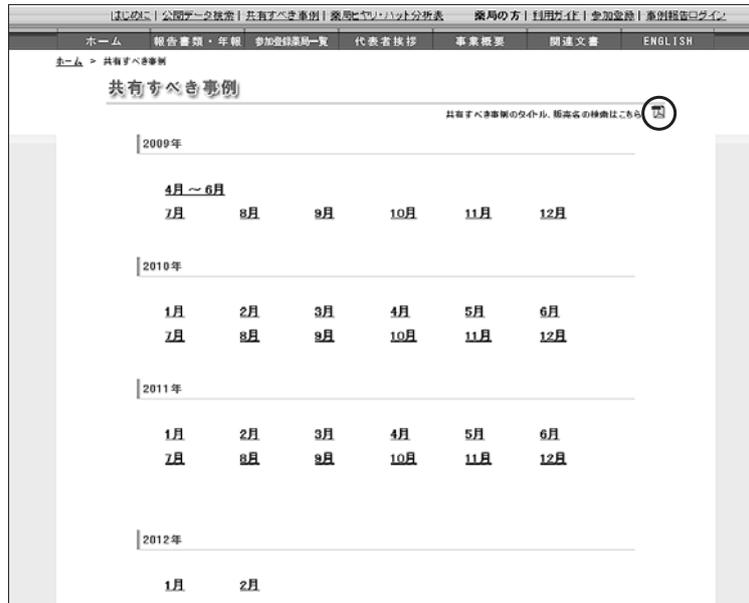 はじめに | 公開データ検索 | 共有すべき事例 | 薬局ヒヤリ・ハット分析表 薬局の方 | 利用ガイド | 参加登録 | 事例報告ログイン
ホーム 報告書類・年報 参加登録薬局一覧 代表者挨拶 事業概要 関連文書 ENGLISH
ホーム > 共有すべき事例
共有すべき事例
共有すべき事例のタイトル、販売名の検索はこちら
2009年
4月~6月
7月 8月 9月 10月 11月 12月
2010年
1月 2月 3月 4月 5月 6月
7月 8月 9月 10月 11月 12月
2011年
1月 2月 3月 4月 5月 6月
7月 8月 9月 10月 11月 12月
2012年
1月 2月